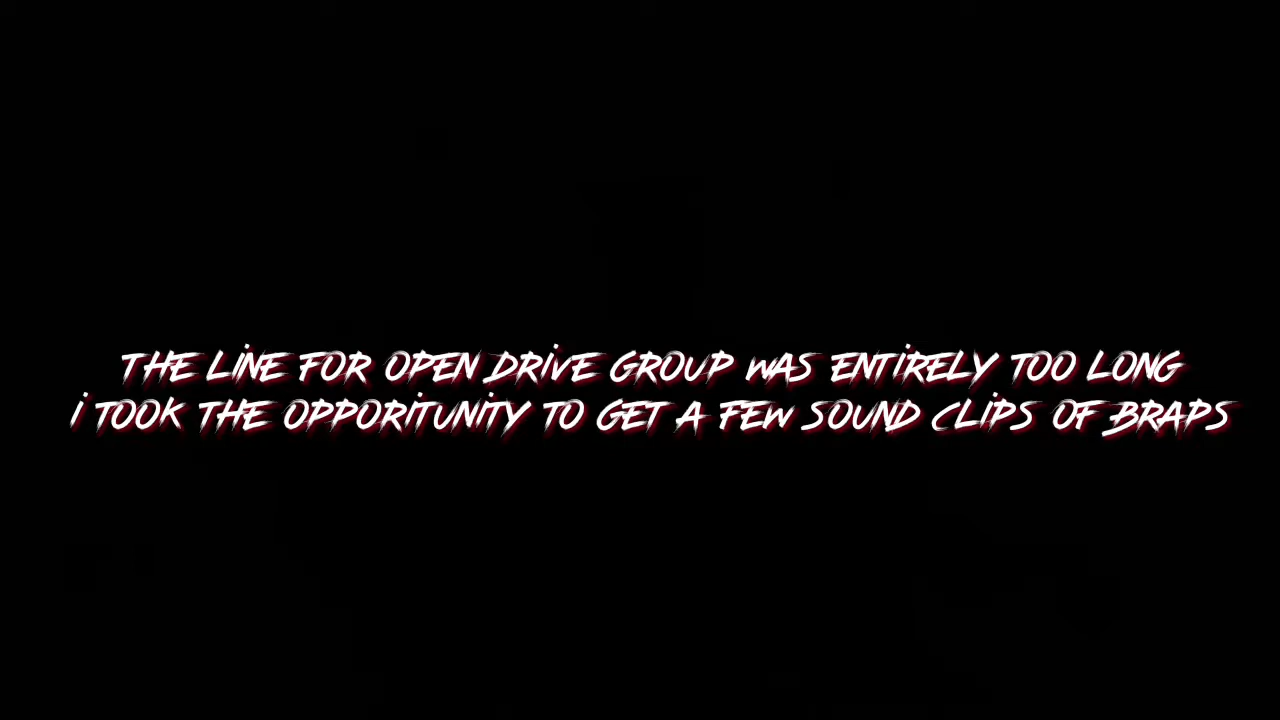 THE LiNE FOR OPEN DRiVE GROUP WAS ENTiRELY TOO LONG
i TOOK THE OPPORiTUNiTY TO GET A FEW SOUND CLiPS OF BRAPS